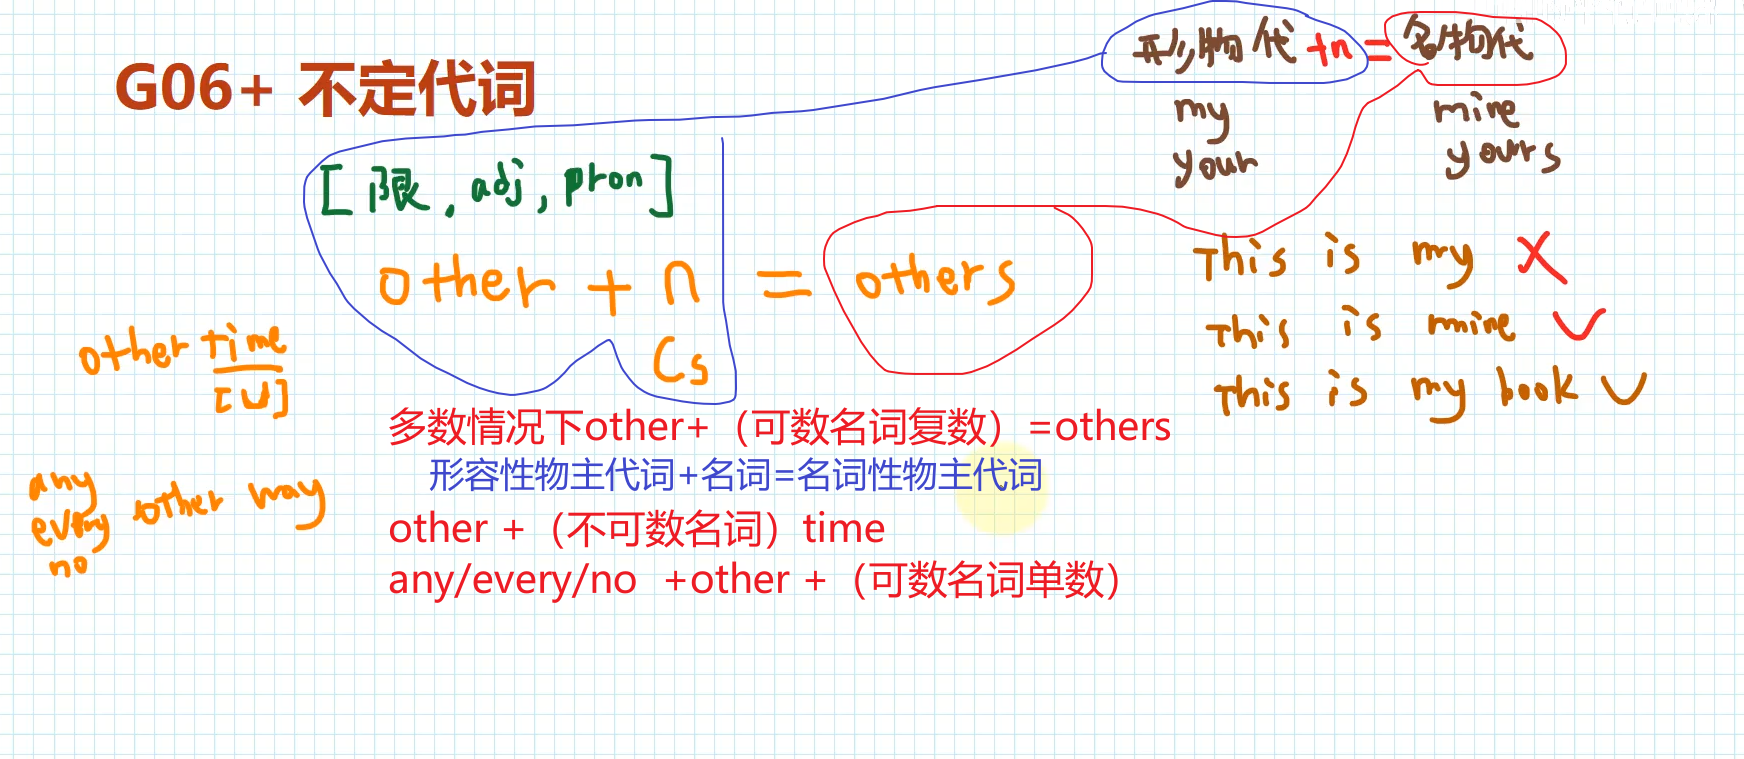 G06+ 不定代词
形物代+n=名物代
my mine
your yours
[限, adj, pron]
other + n = others
Cs
This is my X
This is mine ✓
This is my book ✓
other time
[U]
any
every other way
no
多数情况下other+（可数名词复数）=others
形容性物主代词+名词=名词性物主代词
other +（不可数名词）time
any/every/no +other +（可数名词单数）